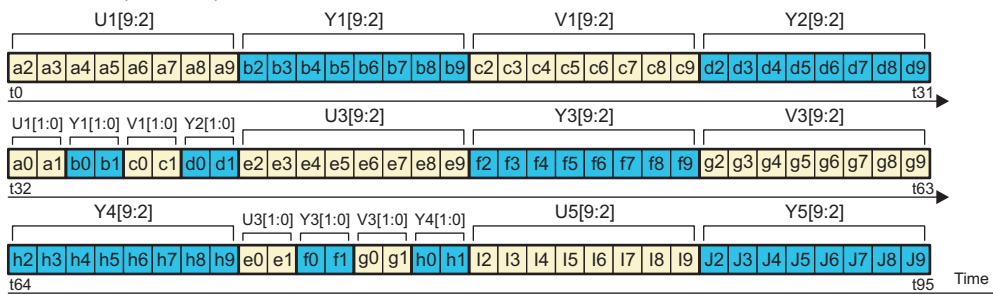 U1[9:2] Y1[9:2] V1[9:2] Y2[9:2]
a2 a3 a4 a5 a6 a7 a8 a9 b2 b3 b4 b5 b6 b7 b8 b9 c2 c3 c4 c5 c6 c7 c8 c9 d2 d3 d4 d5 d6 d7 d8 d9
t0 t31
U1[1:0] Y1[1:0] V1[1:0] Y2[1:0] U3[9:2] Y3[9:2] V3[9:2]
a0 a1 b0 b1 c0 c1 d0 d1 e2 e3 e4 e5 e6 e7 e8 e9 f2 f3 f4 f5 f6 f7 f8 f9 g2 g3 g4 g5 g6 g7 g8 g9
t32 t63
Y4[9:2] U3[1:0] Y3[1:0] V3[1:0] Y4[1:0] U5[9:2] Y5[9:2]
h2 h3 h4 h5 h6 h7 h8 h9 e0 e1 f0 f1 g0 g1 h0 h1 I2 I3 I4 I5 I6 I7 I8 I9 J2 J3 J4 J5 J6 J7 J8 J9
t64 t95 Time